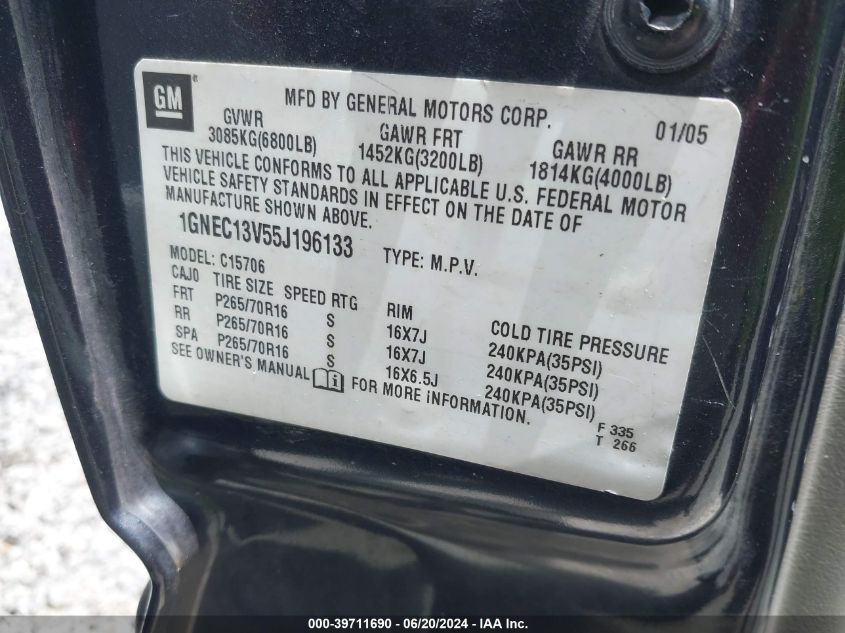 GM ® MFD BY GENERAL MOTORS CORP. 01/05
GVWR GAWR FRT GAWR RR
3085KG(6800LB) 1452KG(3200LB) 1814KG(4000LB)
THIS VEHICLE CONFORMS TO ALL APPLICABLE U.S. FEDERAL MOTOR
VEHICLE SAFETY STANDARDS IN EFFECT ON THE DATE OF
MANUFACTURE SHOWN ABOVE.
1GNEC13V55J196133 TYPE: M.P.V.
MODEL: C15706
CAJO TIRE SIZE SPEED RTG RIM COLD TIRE PRESSURE
FRT P265/70R16 S 16X7J 240KPA(35PSI)
RR P265/70R16 S 16X7J 240KPA(35PSI)
SPA P265/70R16 S 16X6.5J 240KPA(35PSI)
SEE OWNER'S MANUAL i FOR MORE INFORMATION.
F 335
T 266
000-39711690 - 06/20/2024 - IAA Inc.